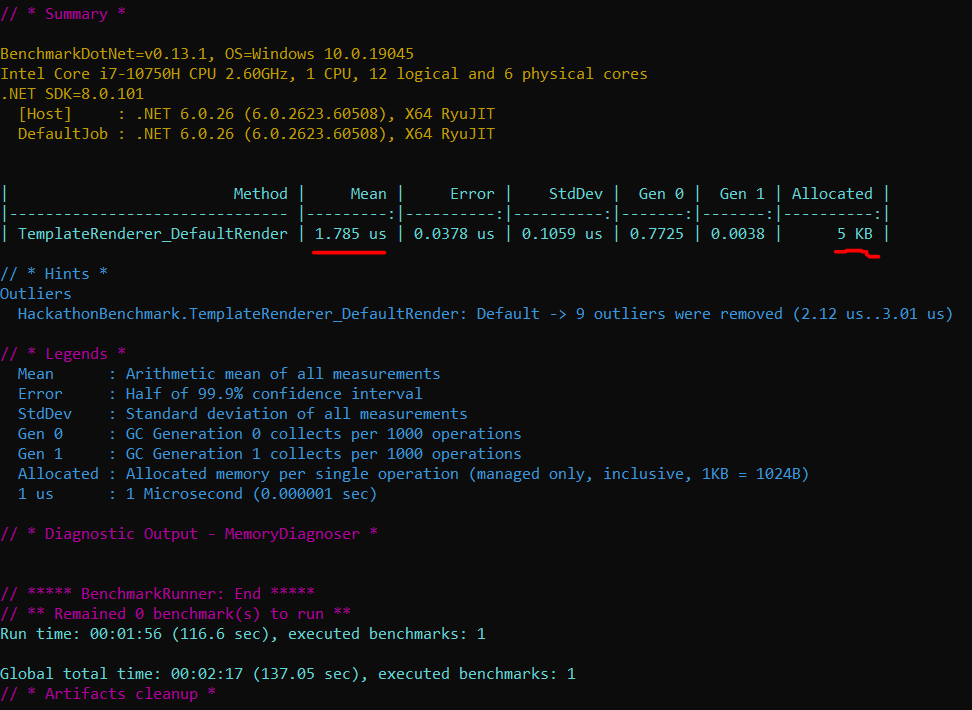 // * Summary *
BenchmarkDotNet=v0.13.1, OS=Windows 10.0.19045
Intel Core i7-10750H CPU 2.60GHz, 1 CPU, 12 logical and 6 physical cores
.NET SDK=8.0.101
  [Host]     : .NET 6.0.26 (6.0.2623.60508), X64 RyuJIT
  DefaultJob : .NET 6.0.26 (6.0.2623.60508), X64 RyuJIT
|                         Method |     Mean |     Error |    StdDev |  Gen 0 |  Gen 1 | Allocated |
|------------------------------- |---------:|----------:|----------:|-------:|-------:|----------:|
| TemplateRenderer_DefaultRender | 1.785 us | 0.0378 us | 0.1059 us | 0.7725 | 0.0038 |      5 KB |
// * Hints *
Outliers
  HackathonBenchmark.TemplateRenderer_DefaultRender: Default -> 9 outliers were removed (2.12 us..3.01 us)
// * Legends *
  Mean      : Arithmetic mean of all measurements
  Error     : Half of 99.9% confidence interval
  StdDev    : Standard deviation of all measurements
  Gen 0     : GC Generation 0 collects per 1000 operations
  Gen 1     : GC Generation 1 collects per 1000 operations
  Allocated : Allocated memory per single operation (managed only, inclusive, 1KB = 1024B)
  1 us      : 1 Microsecond (0.000001 sec)
// * Diagnostic Output - MemoryDiagnoser *
// ***** BenchmarkRunner: End *****
// ** Remained 0 benchmark(s) to run **
Run time: 00:01:56 (116.6 sec), executed benchmarks: 1
Global total time: 00:02:17 (137.05 sec), executed benchmarks: 1
// * Artifacts cleanup *